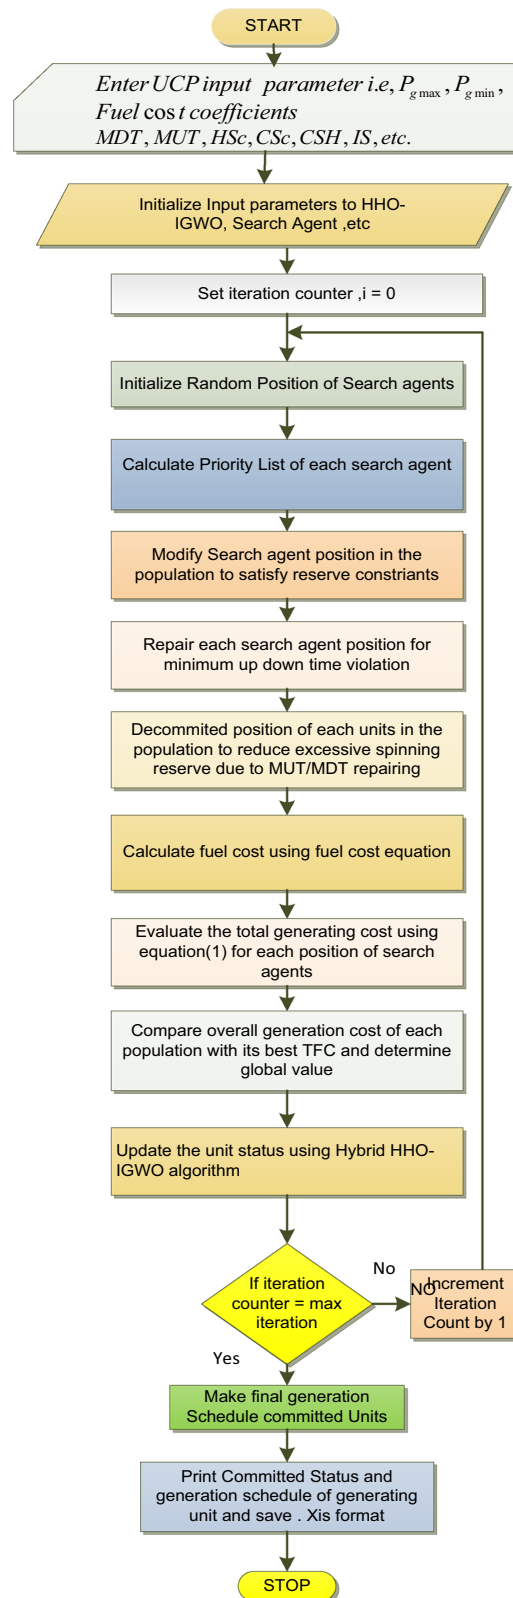 START
Enter UCP input parameter i.e, P_{g max}, P_{g min},
Fuel cos t coefficients
MDT, MUT, HSc, CSc, CSH, IS, etc.
Initialize Input parameters to HHO-
IGWO, Search Agent ,etc
Set iteration counter ,i = 0
Initialize Random Position of Search agents
Calculate Priority List of each search agent
Modify Search agent position in the
population to satisfy reserve constriants
Repair each search agent position for
minimum up down time violation
Decommited position of each units in the
population to reduce excessive spinning
reserve due to MUT/MDT repairing
Calculate fuel cost using fuel cost equation
Evaluate the total generating cost using
equation(1) for each position of search
agents
Compare overall generation cost of each
population with its best TFC and determine
global value
Update the unit status using Hybrid HHO-
IGWO algorithm
If iteration
counter = max
iteration
No
NO
Increment
Iteration
Count by 1
Yes
Make final generation
Schedule committed Units
Print Committed Status and
generation schedule of generating
unit and save . Xis format
STOP